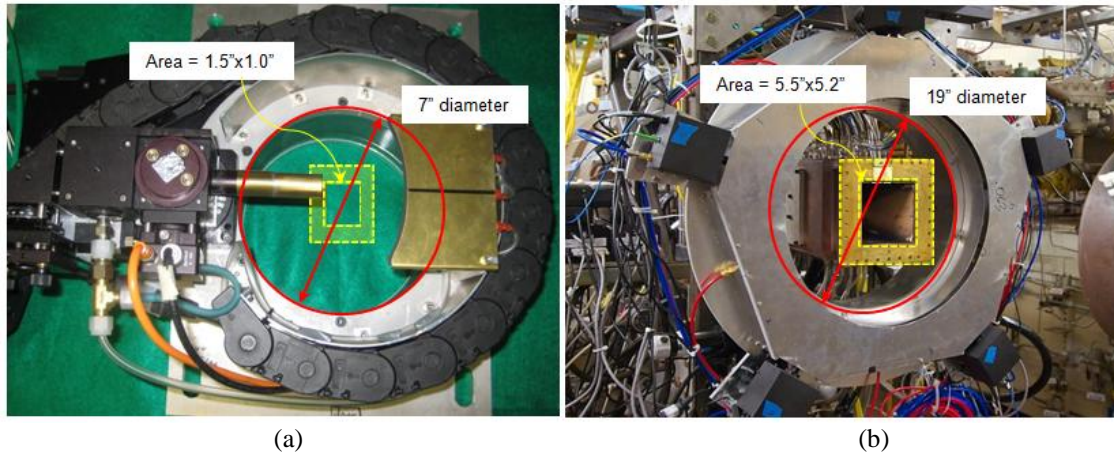 Area = 1.5”x1.0”
7” diameter
Area = 5.5”x5.2”
19” diameter
(a)
(b)